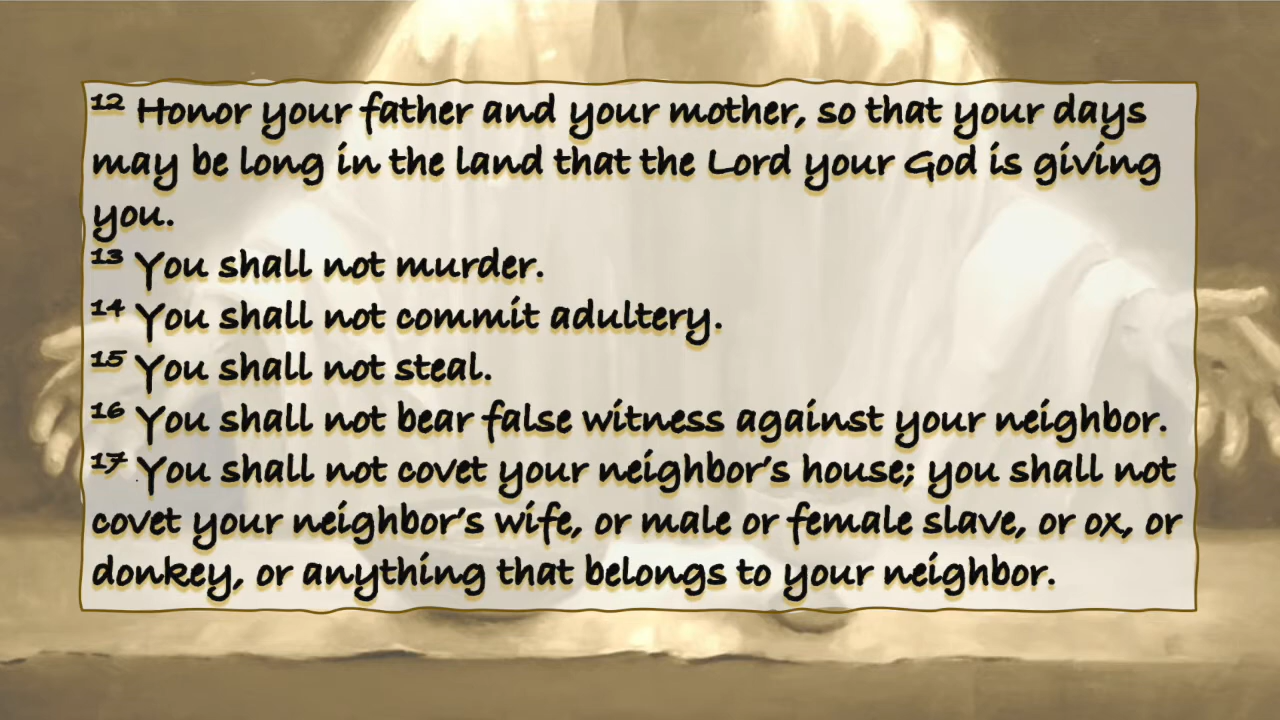 12 Honor your father and your mother, so that your days
may be long in the land that the Lord your God is giving
you.
13 You shall not murder.
14 You shall not commit adultery.
15 You shall not steal.
16 You shall not bear false witness against your neighbor.
17 You shall not covet your neighbor’s house; you shall not
covet your neighbor’s wife, or male or female slave, or ox, or
donkey, or anything that belongs to your neighbor.